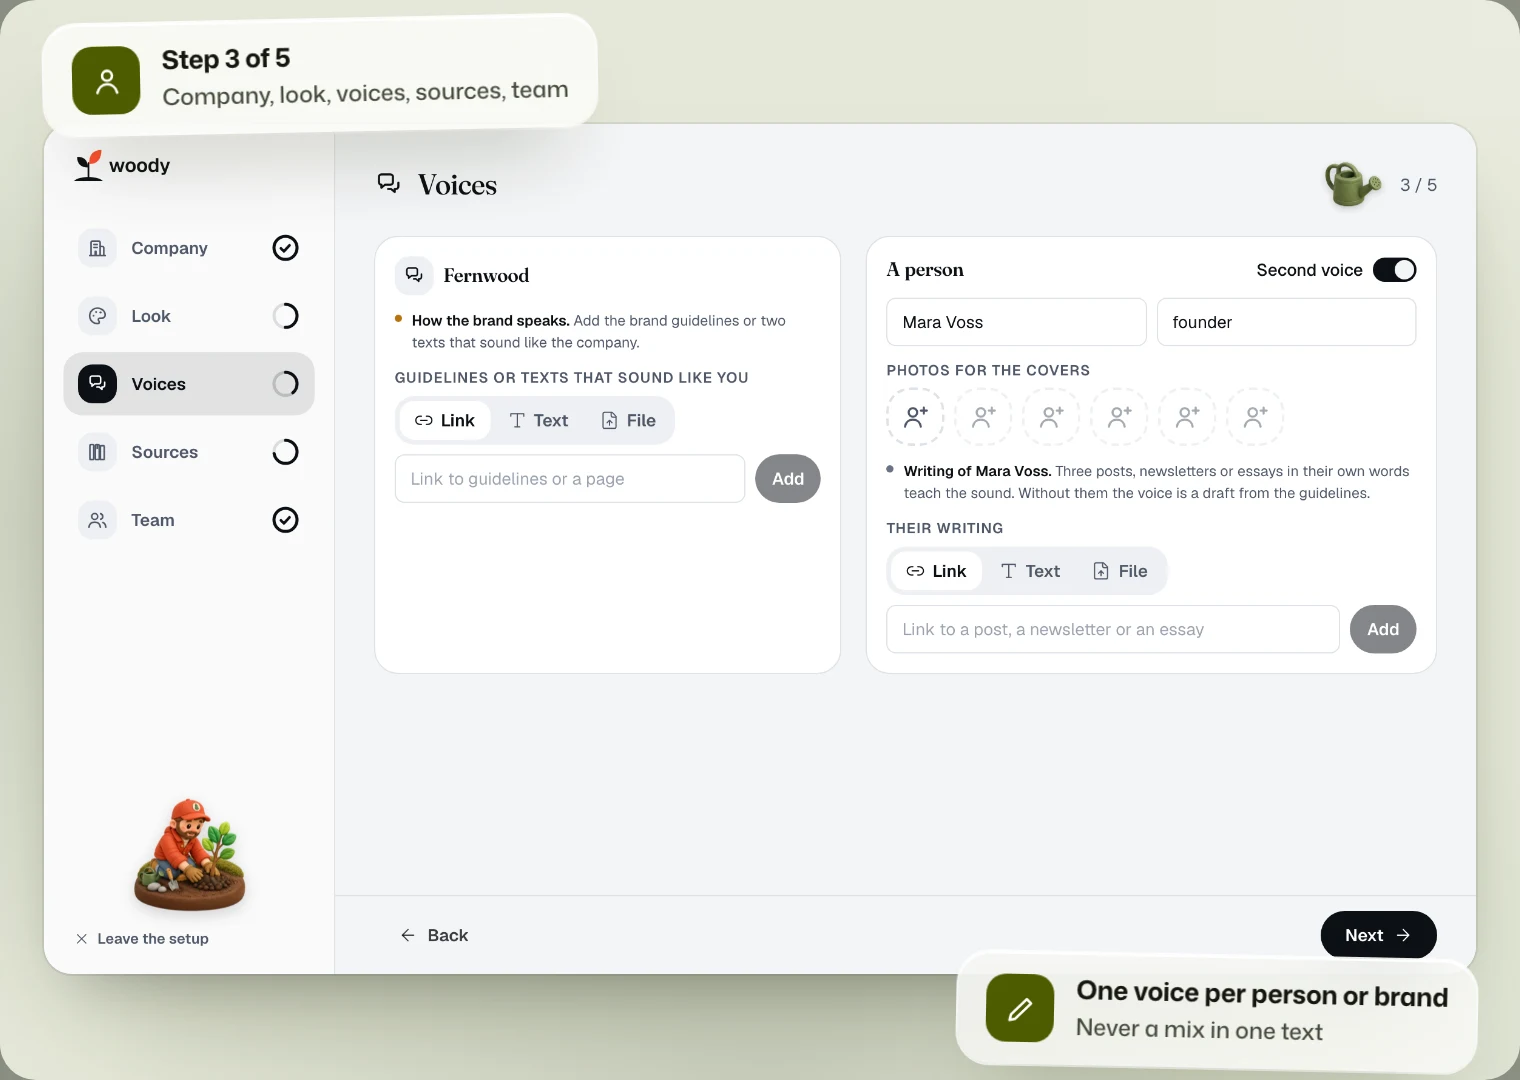 Step 3 of 5
Company, look, voices, sources, team
woody
Company
Look
Voices
Sources
Team
Leave the setup
Voices
3 / 5
Fernwood
How the brand speaks. Add the brand guidelines or two
texts that sound like the company.
GUIDELINES OR TEXTS THAT SOUND LIKE YOU
Link
Text
File
Link to guidelines or a page
Add
A person
Second voice
Mara Voss
founder
PHOTOS FOR THE COVERS
Writing of Mara Voss. Three posts, newsletters or essays in their own words
teach the sound. Without them the voice is a draft from the guidelines.
THEIR WRITING
Link
Text
File
Link to a post, a newsletter or an essay
Add
Back
Next
One voice per person or brand
Never a mix in one text